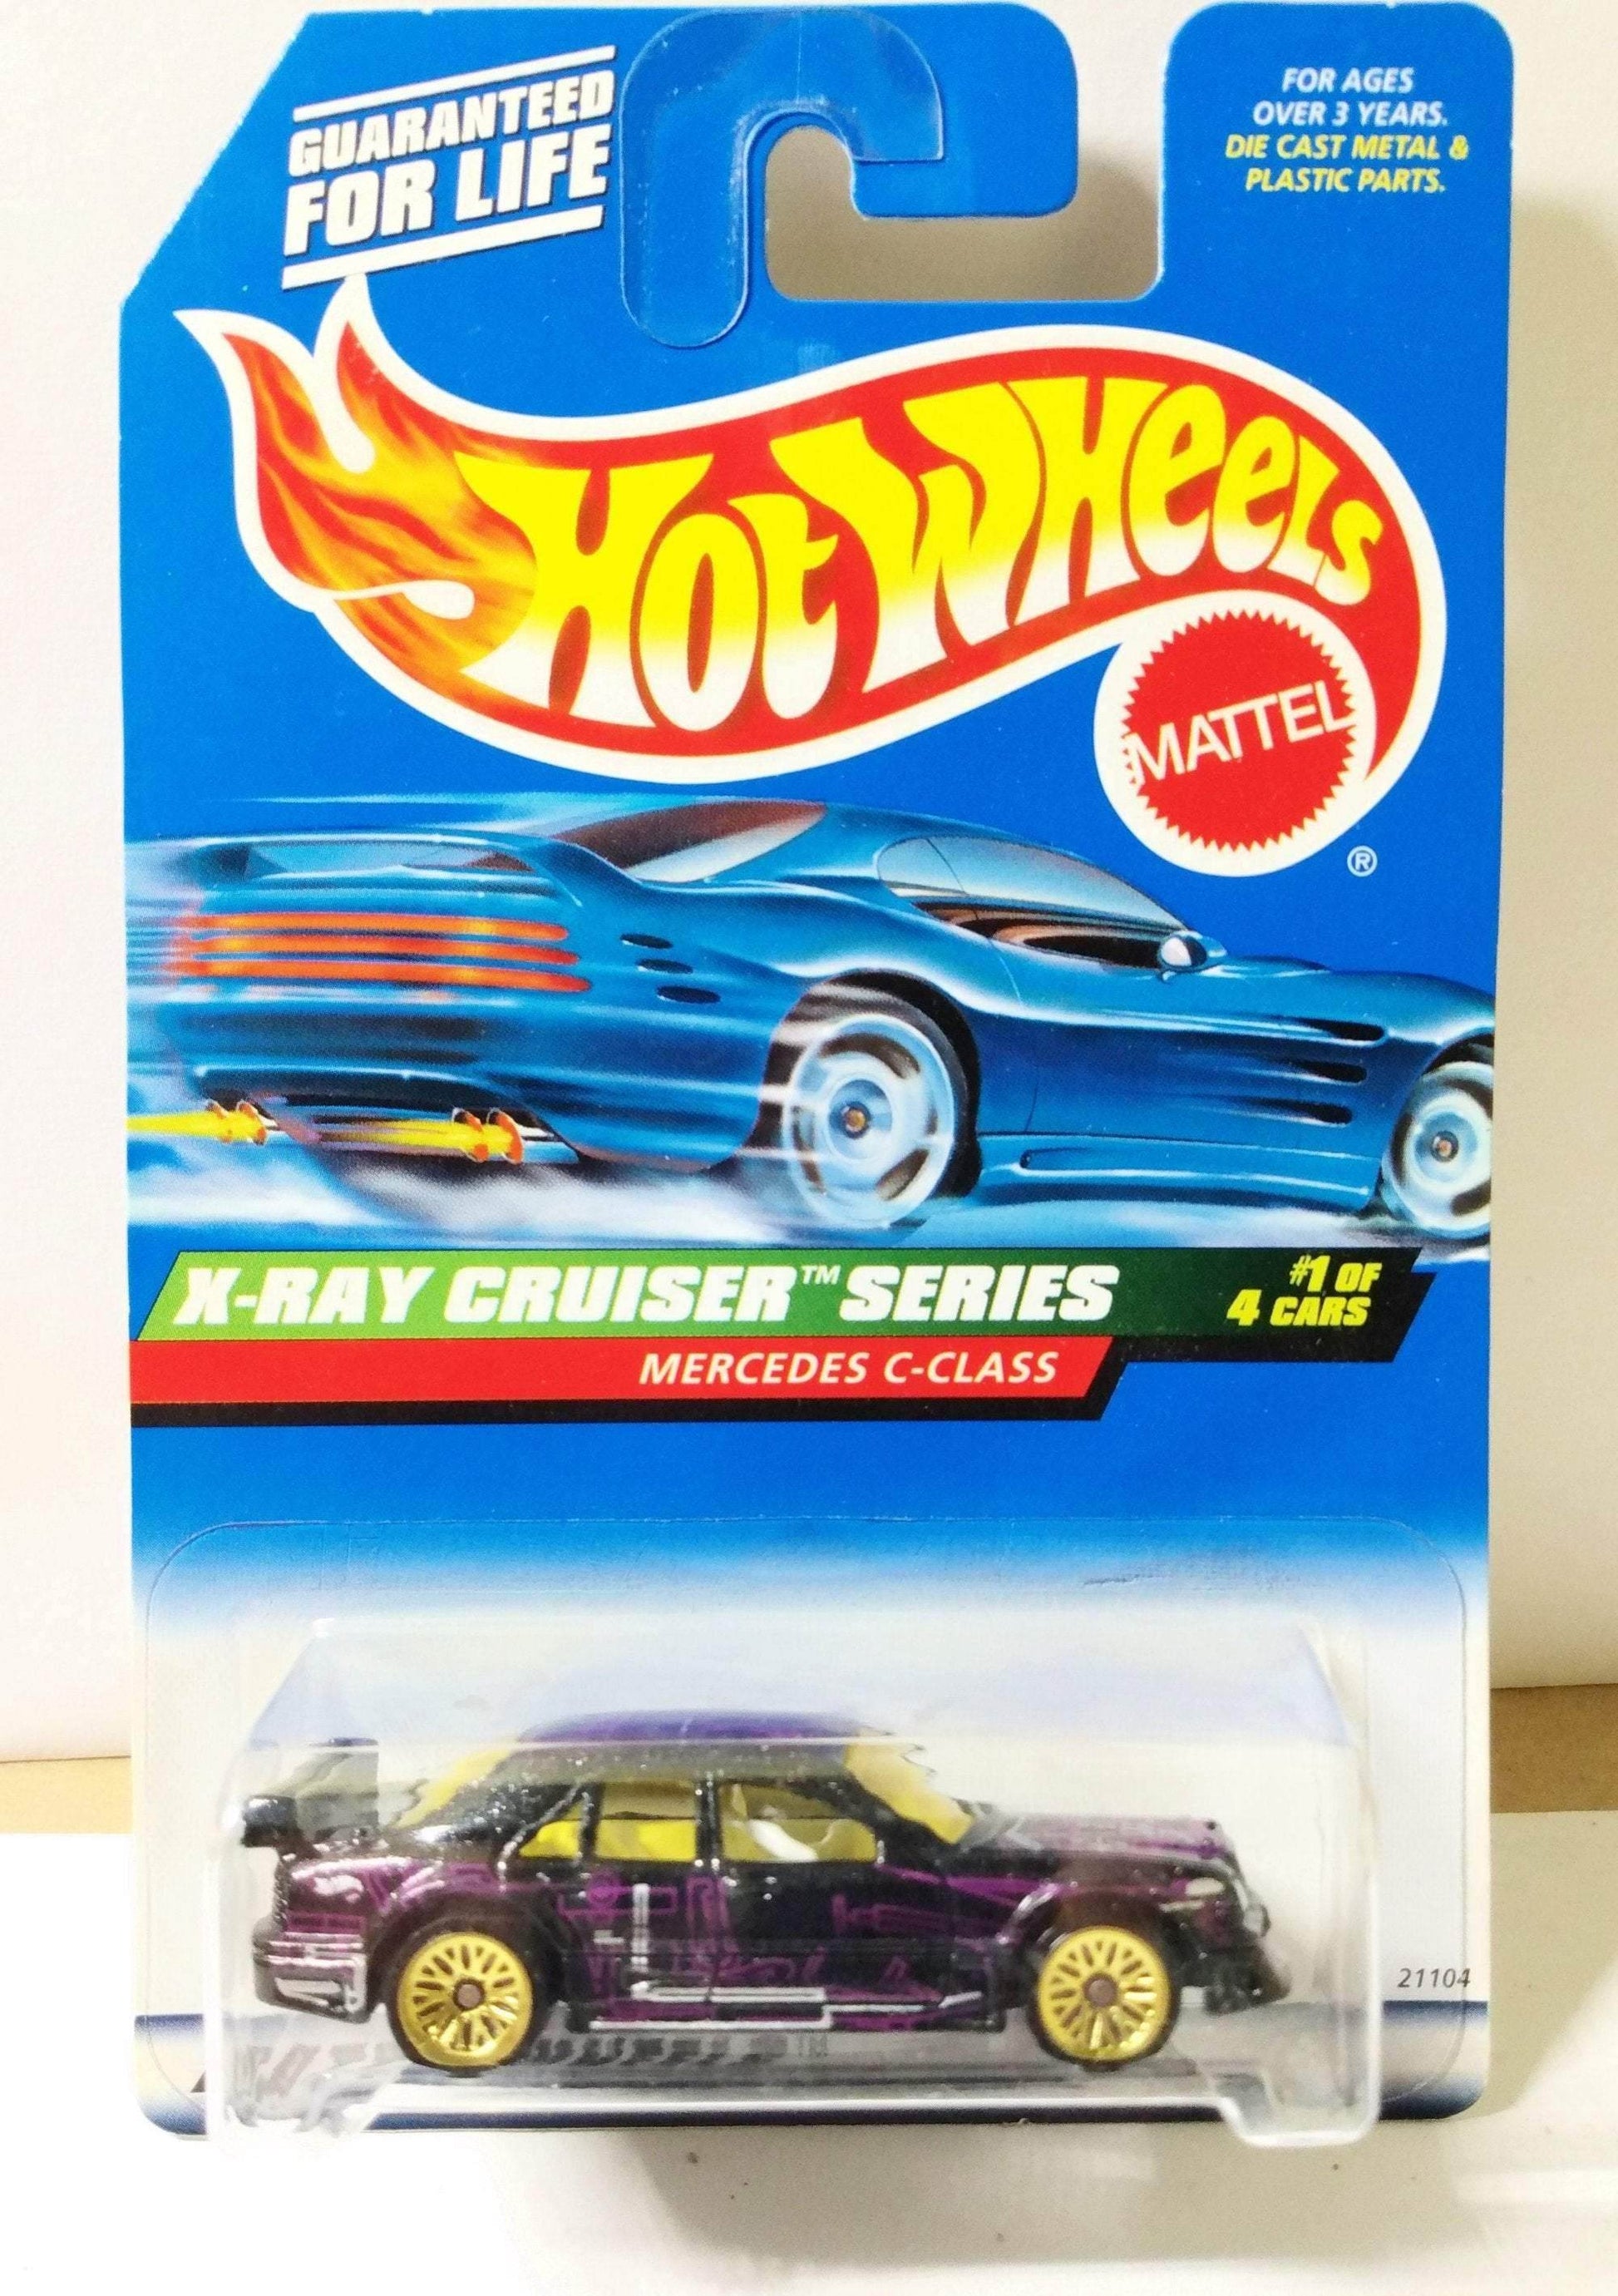 GUARANTEED
FOR LIFE
FOR AGES
OVER 3 YEARS.
DIE CAST METAL &
PLASTIC PARTS.
HOT WHEELS
MATTEL
®
X-RAY CRUISER™ SERIES
#1 OF
4 CARS
MERCEDES C-CLASS
21104